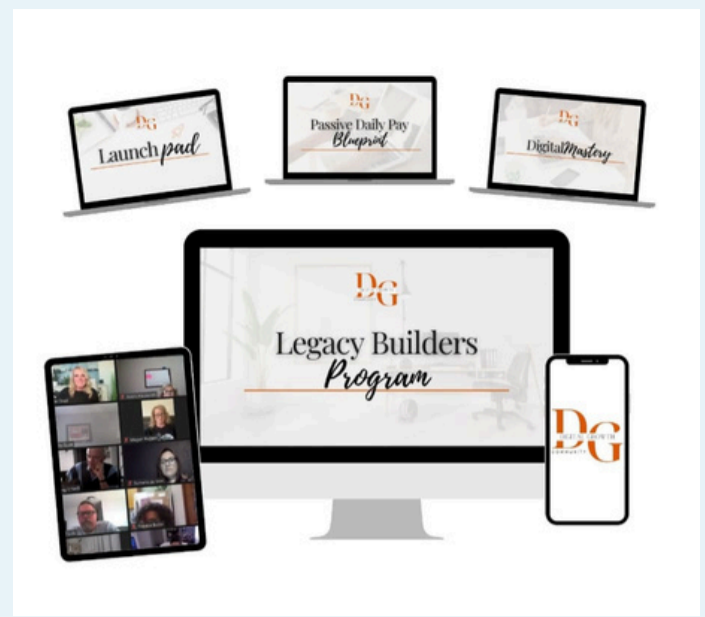 DG
Launch pad
DG
Passive Daily Pay
Blueprint
DG
DigitalMastery
DG
Legacy Builders
Program
DG
DIGITAL GROWTH
COMMUNITY